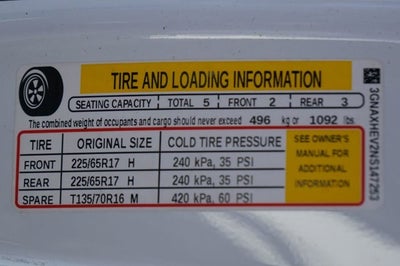 TIRE AND LOADING INFORMATION
SEATING CAPACITY TOTAL 5 FRONT 2 REAR 3
The combined weight of occupants and cargo should never exceed 496 kg or 1092 lbs.
TIRE ORIGINAL SIZE COLD TIRE PRESSURE
FRONT 225/65R17 H 240 kPa, 35 PSI
REAR 225/65R17 H 240 kPa, 35 PSI
SPARE T135/70R16 M 420 kPa, 60 PSI
SEE OWNER'S
MANUAL FOR
ADDITIONAL
INFORMATION
3GNAXHEV2NS147253